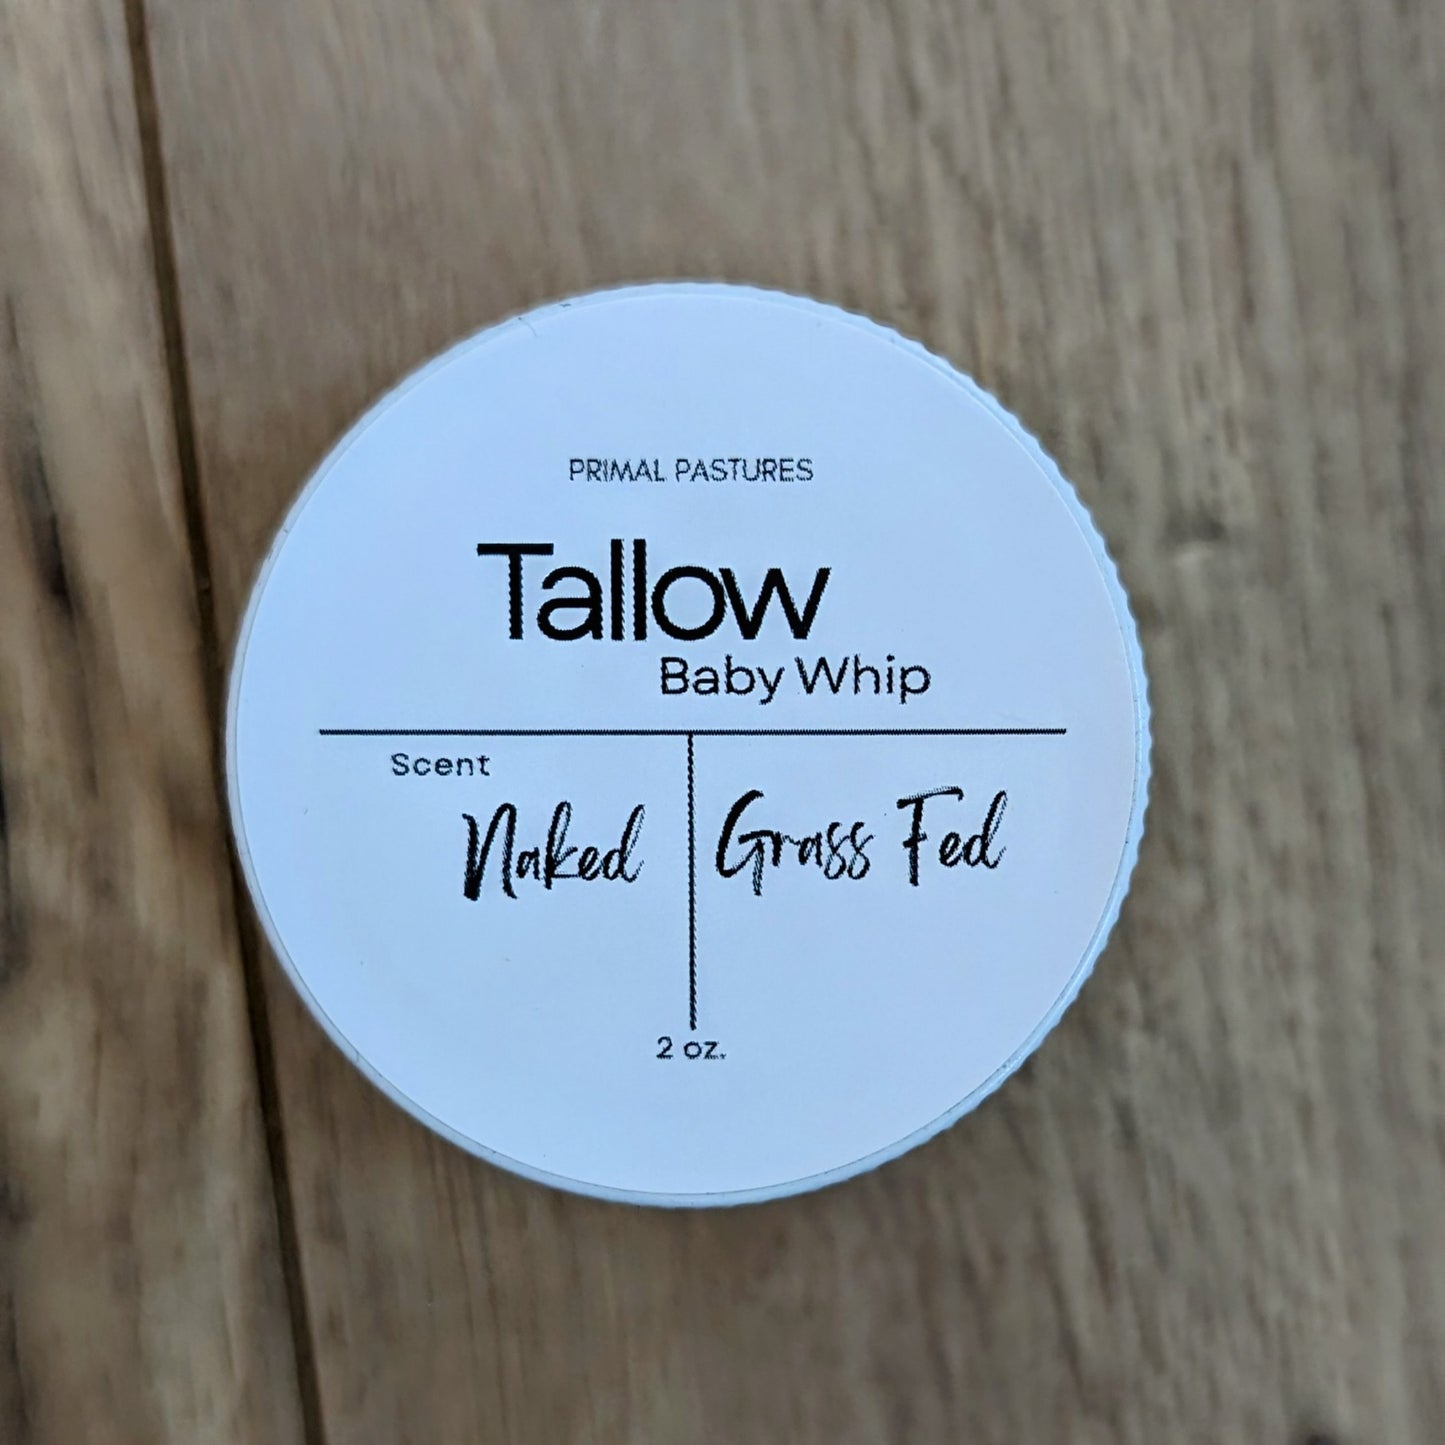 PRIMAL PASTURES
Tallow
Baby Whip
Scent
Naked
Grass Fed
2 oz.